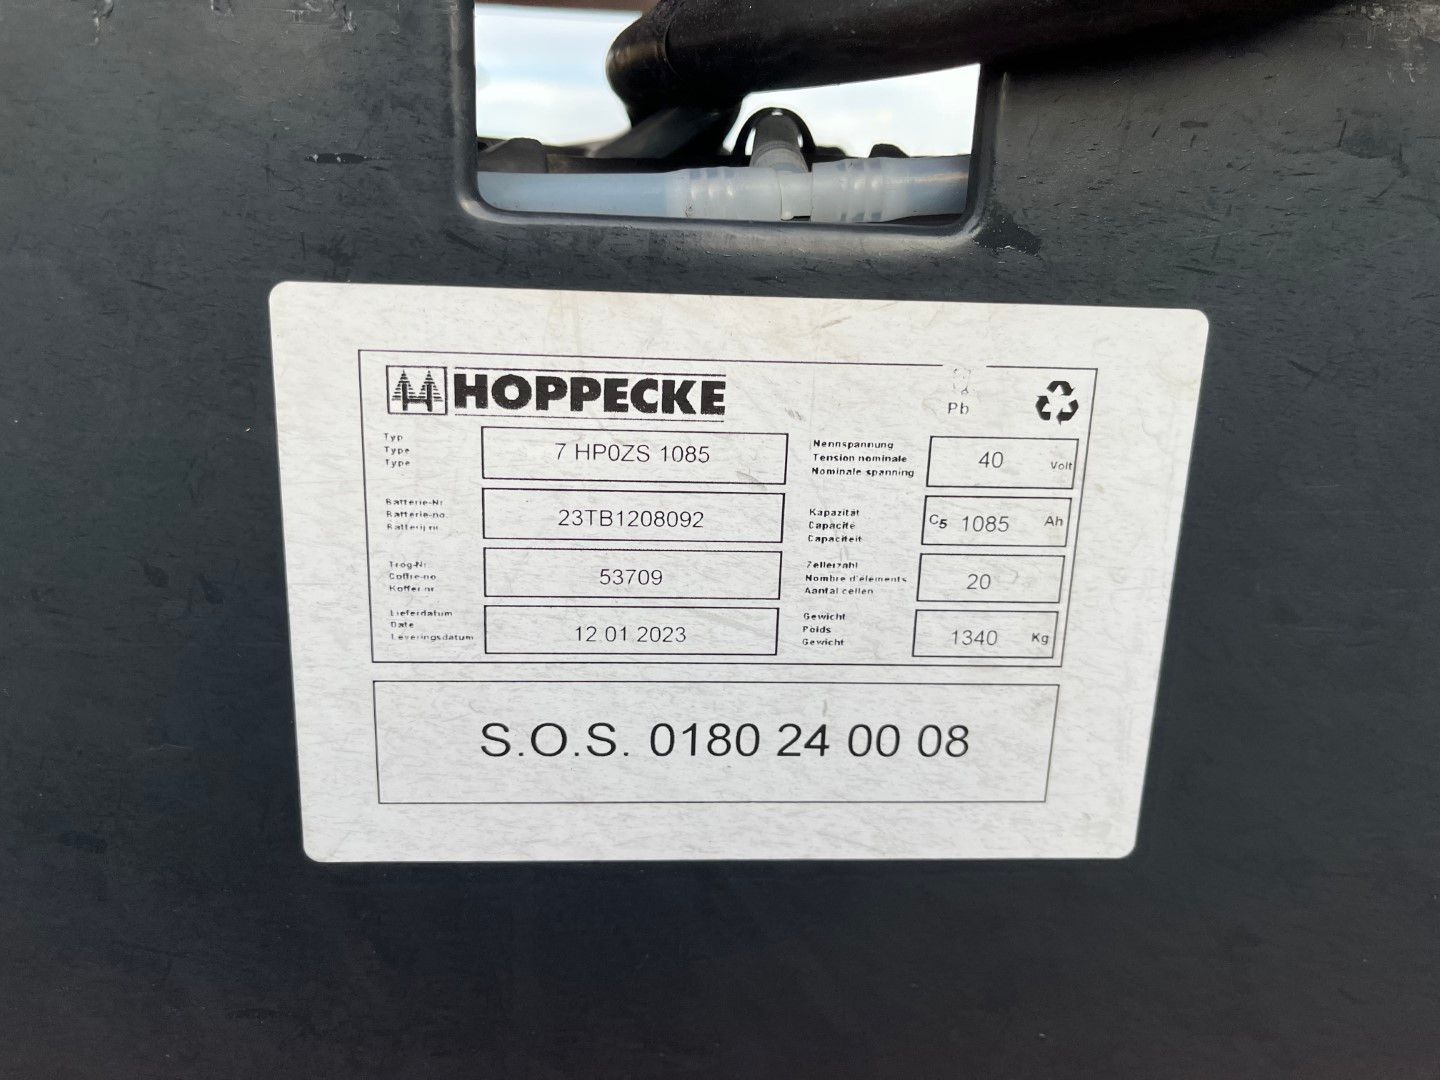 HOPPECKE
Pb
Typ
Type
Type
7 HP0ZS 1085
Nennspannung
Tension nominale
Nominale spanning
40 Volt
Batterie-Nr
Batterie-no
Batterij nr.
23TB1208092
Kapazität
Capacité
Capaciteit
C5 1085 Ah
Trog-Nr
Coffre-no
Koffer nr
53709
Zellenzahl
Nombre d'elements
Aantal cellen
20
Lieferdatum
Date
Leveringsdatum
12 01 2023
Gewicht
Poids
Gewicht
1340 Kg
S.O.S. 0180 24 00 08